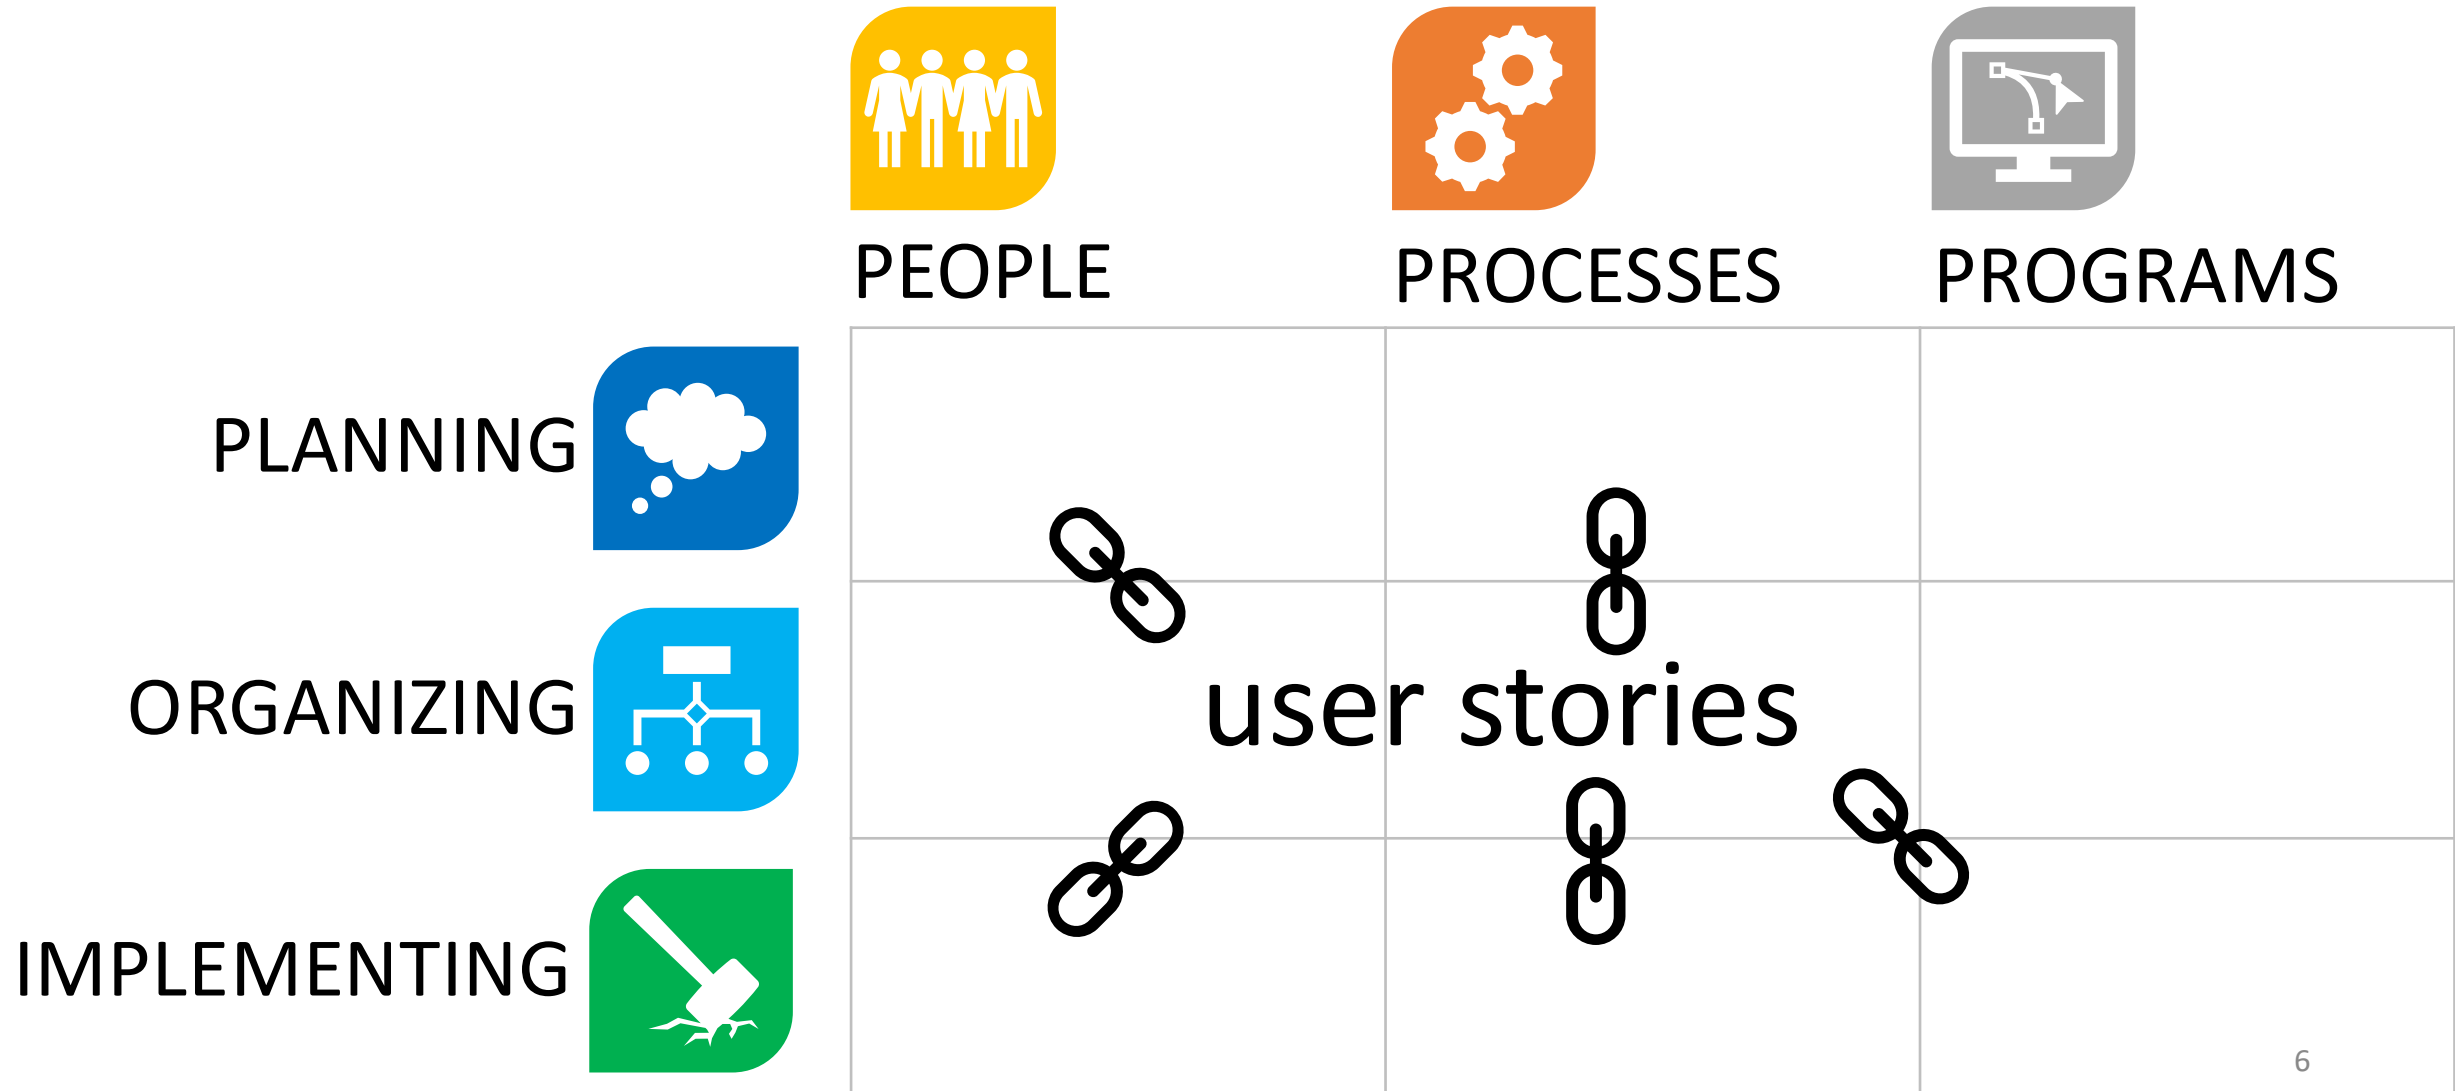 PEOPLE
PROCESSES
PROGRAMS
PLANNING
ORGANIZING
user stories
IMPLEMENTING
6